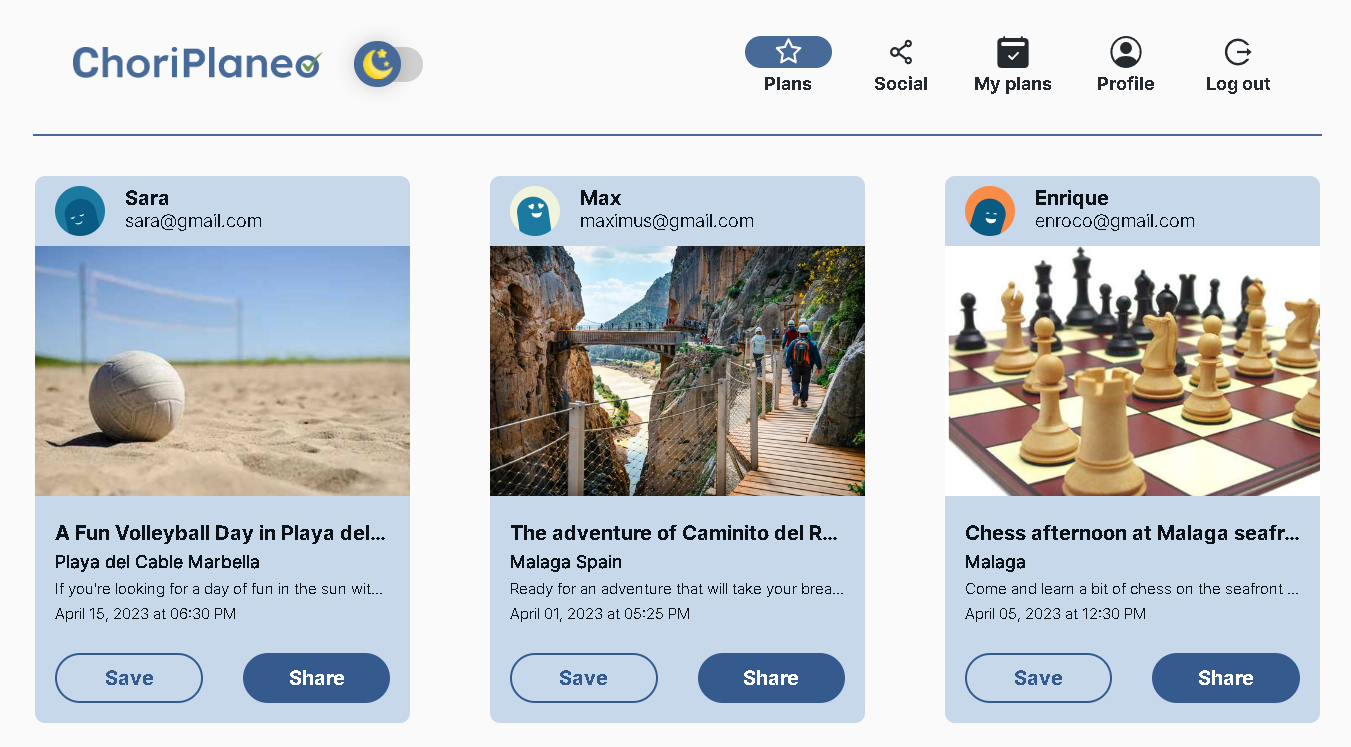 ChoriPlaneo
Plans
Social
My plans
Profile
Log out
Sara
sara@gmail.com
A Fun Volleyball Day in Playa del...
Playa del Cable Marbella
If you're looking for a day of fun in the sun wit...
April 15, 2023 at 06:30 PM
Save
Share
Max
maximus@gmail.com
The adventure of Caminito del R...
Malaga Spain
Ready for an adventure that will take your brea...
April 01, 2023 at 05:25 PM
Save
Share
Enrique
enroco@gmail.com
Chess afternoon at Malaga seafr...
Malaga
Come and learn a bit of chess on the seafront ...
April 05, 2023 at 12:30 PM
Save
Share